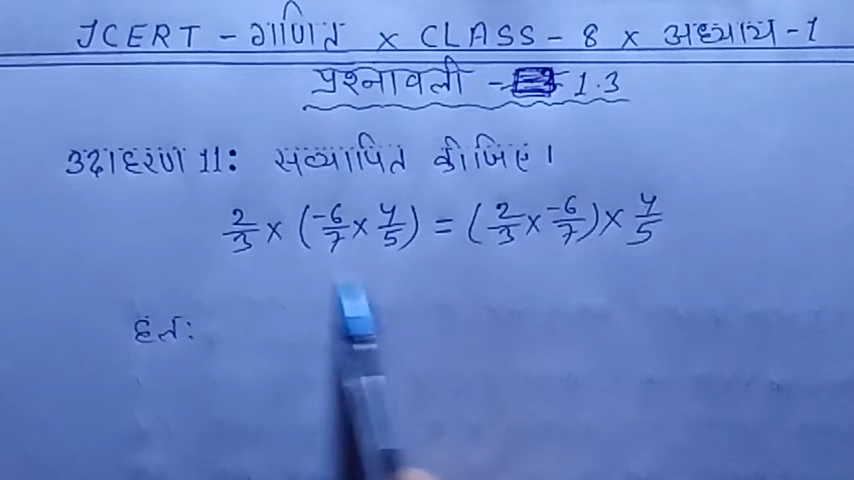 JCERT - गणित × CLASS - 8 × अध्याय - 1
प्रश्नावली - 1.3
उदाहरण 11: सत्यापित कीजिए।
2/3 × (-6/7 × 4/5) = (2/3 × -6/7) × 4/5
हल: